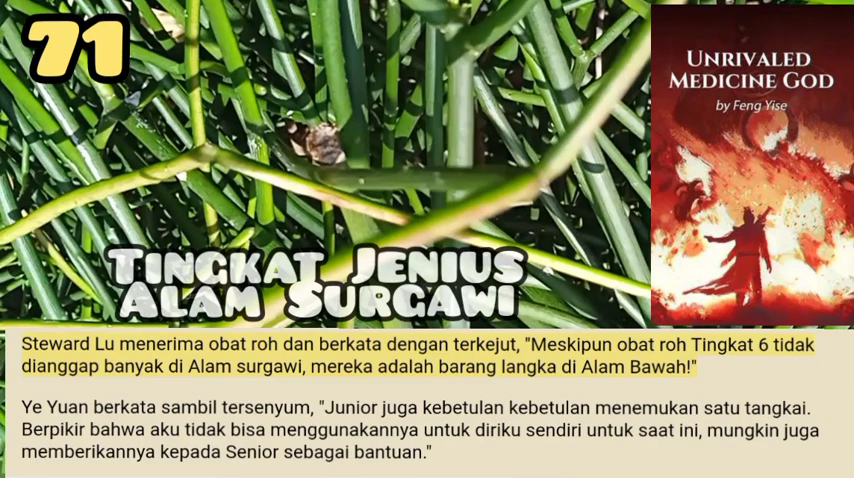 71
UNRIVALED
MEDICINE GOD
by Feng Yise
TINGKAT JENIUS
ALAM SURGAWI
Steward Lu menerima obat roh dan berkata dengan terkejut, "Meskipun obat roh Tingkat 6 tidak
dianggap banyak di Alam surgawi, mereka adalah barang langka di Alam Bawah!"
Ye Yuan berkata sambil tersenyum, "Junior juga kebetulan kebetulan menemukan satu tangkai.
Berpikir bahwa aku tidak bisa menggunakannya untuk diriku sendiri untuk saat ini, mungkin juga
memberikannya kepada Senior sebagai bantuan."